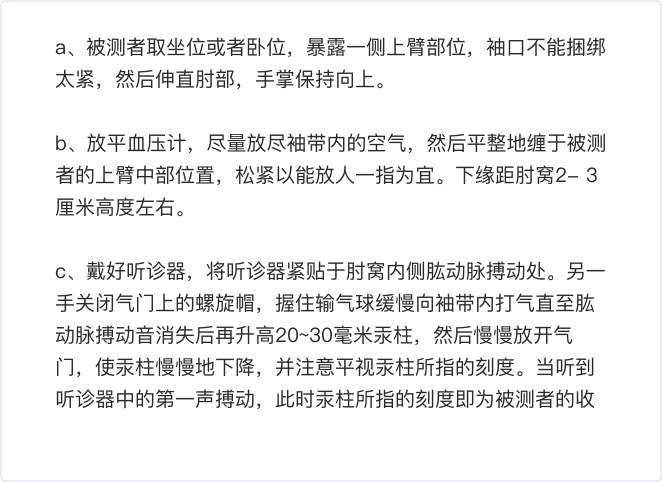 a、被测者取坐位或者卧位，暴露一侧上臂部位，袖口不能捆绑
太紧，然后伸直肘部，手掌保持向上。
b、放平血压计，尽量放尽袖带内的空气，然后平整地缠于被测
者的上臂中部位置，松紧以能放人一指为宜。下缘距肘窝2- 3
厘米高度左右。
c、戴好听诊器，将听诊器紧贴于肘窝内侧肱动脉搏动处。另一
手关闭气门上的螺旋帽，握住输气球缓慢向袖带内打气直至肱
动脉搏动音消失后再升高20~30毫米汞柱，然后慢慢放开气
门，使汞柱慢慢地下降，并注意平视汞柱所指的刻度。当听到
听诊器中的第一声搏动，此时汞柱所指的刻度即为被测者的收